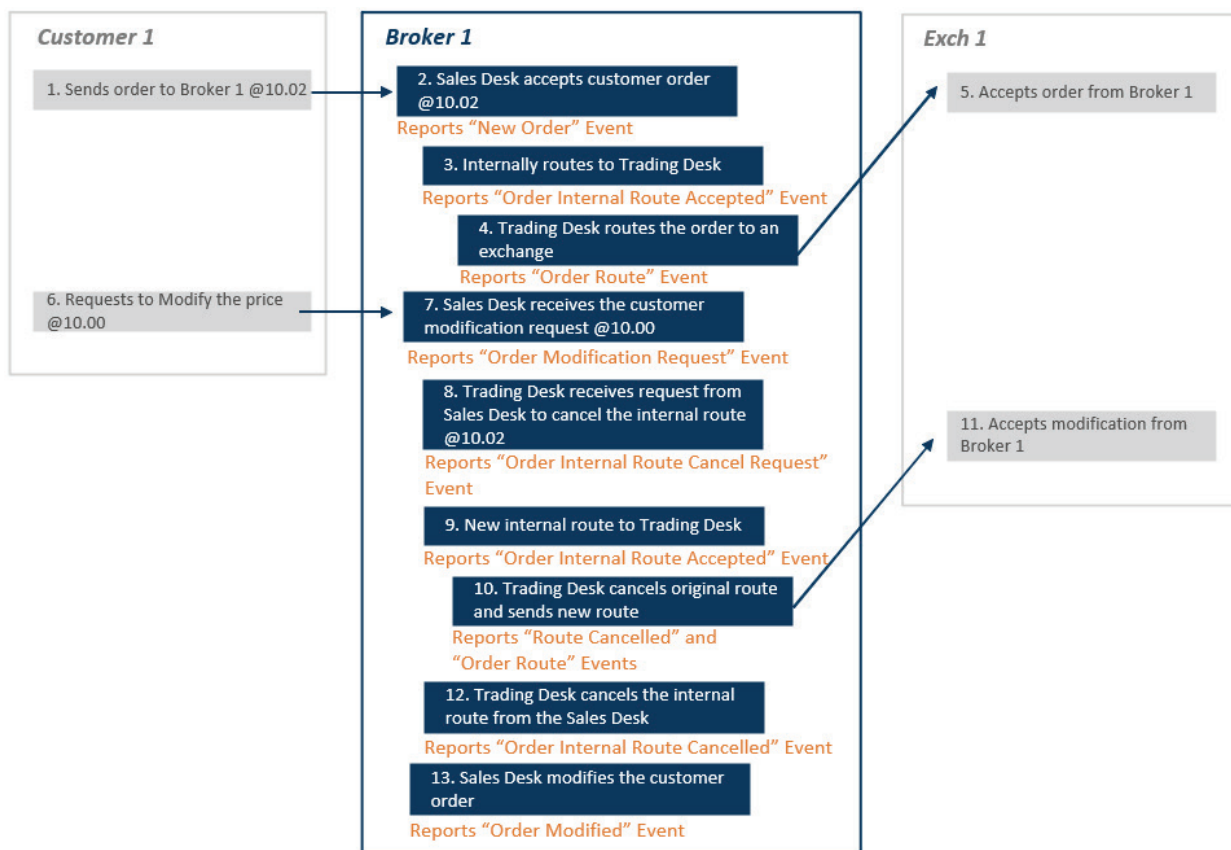 Customer 1
1. Sends order to Broker 1 @10.02
6. Requests to Modify the price
@10.00
Broker 1
2. Sales Desk accepts customer order
@10.02
Reports “New Order” Event
3. Internally routes to Trading Desk
Reports “Order Internal Route Accepted” Event
4. Trading Desk routes the order to an
exchange
Reports “Order Route” Event
7. Sales Desk receives the customer
modification request @10.00
Reports “Order Modification Request” Event
8. Trading Desk receives request from
Sales Desk to cancel the internal route
@10.02
Reports “Order Internal Route Cancel Request”
Event
9. New internal route to Trading Desk
Reports “Order Internal Route Accepted” Event
10. Trading Desk cancels original route
and sends new route
Reports “Route Cancelled” and
“Order Route” Events
12. Trading Desk cancels the internal
route from the Sales Desk
Reports “Order Internal Route Cancelled” Event
13. Sales Desk modifies the customer
order
Reports “Order Modified” Event
Exch 1
5. Accepts order from Broker 1
11. Accepts modification from
Broker 1